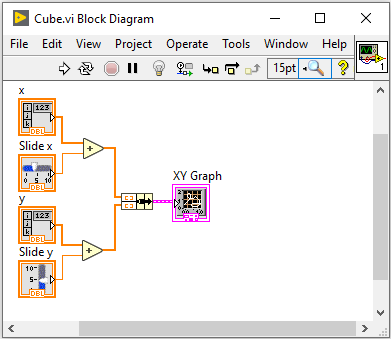 Cube.vi Block Diagram
File Edit View Project Operate Tools Window Help
15pt
x
123
DBL
Slide x
0 5 10
DBL
XY Graph
y
123
DBL
Slide y
10-
5-
DBL